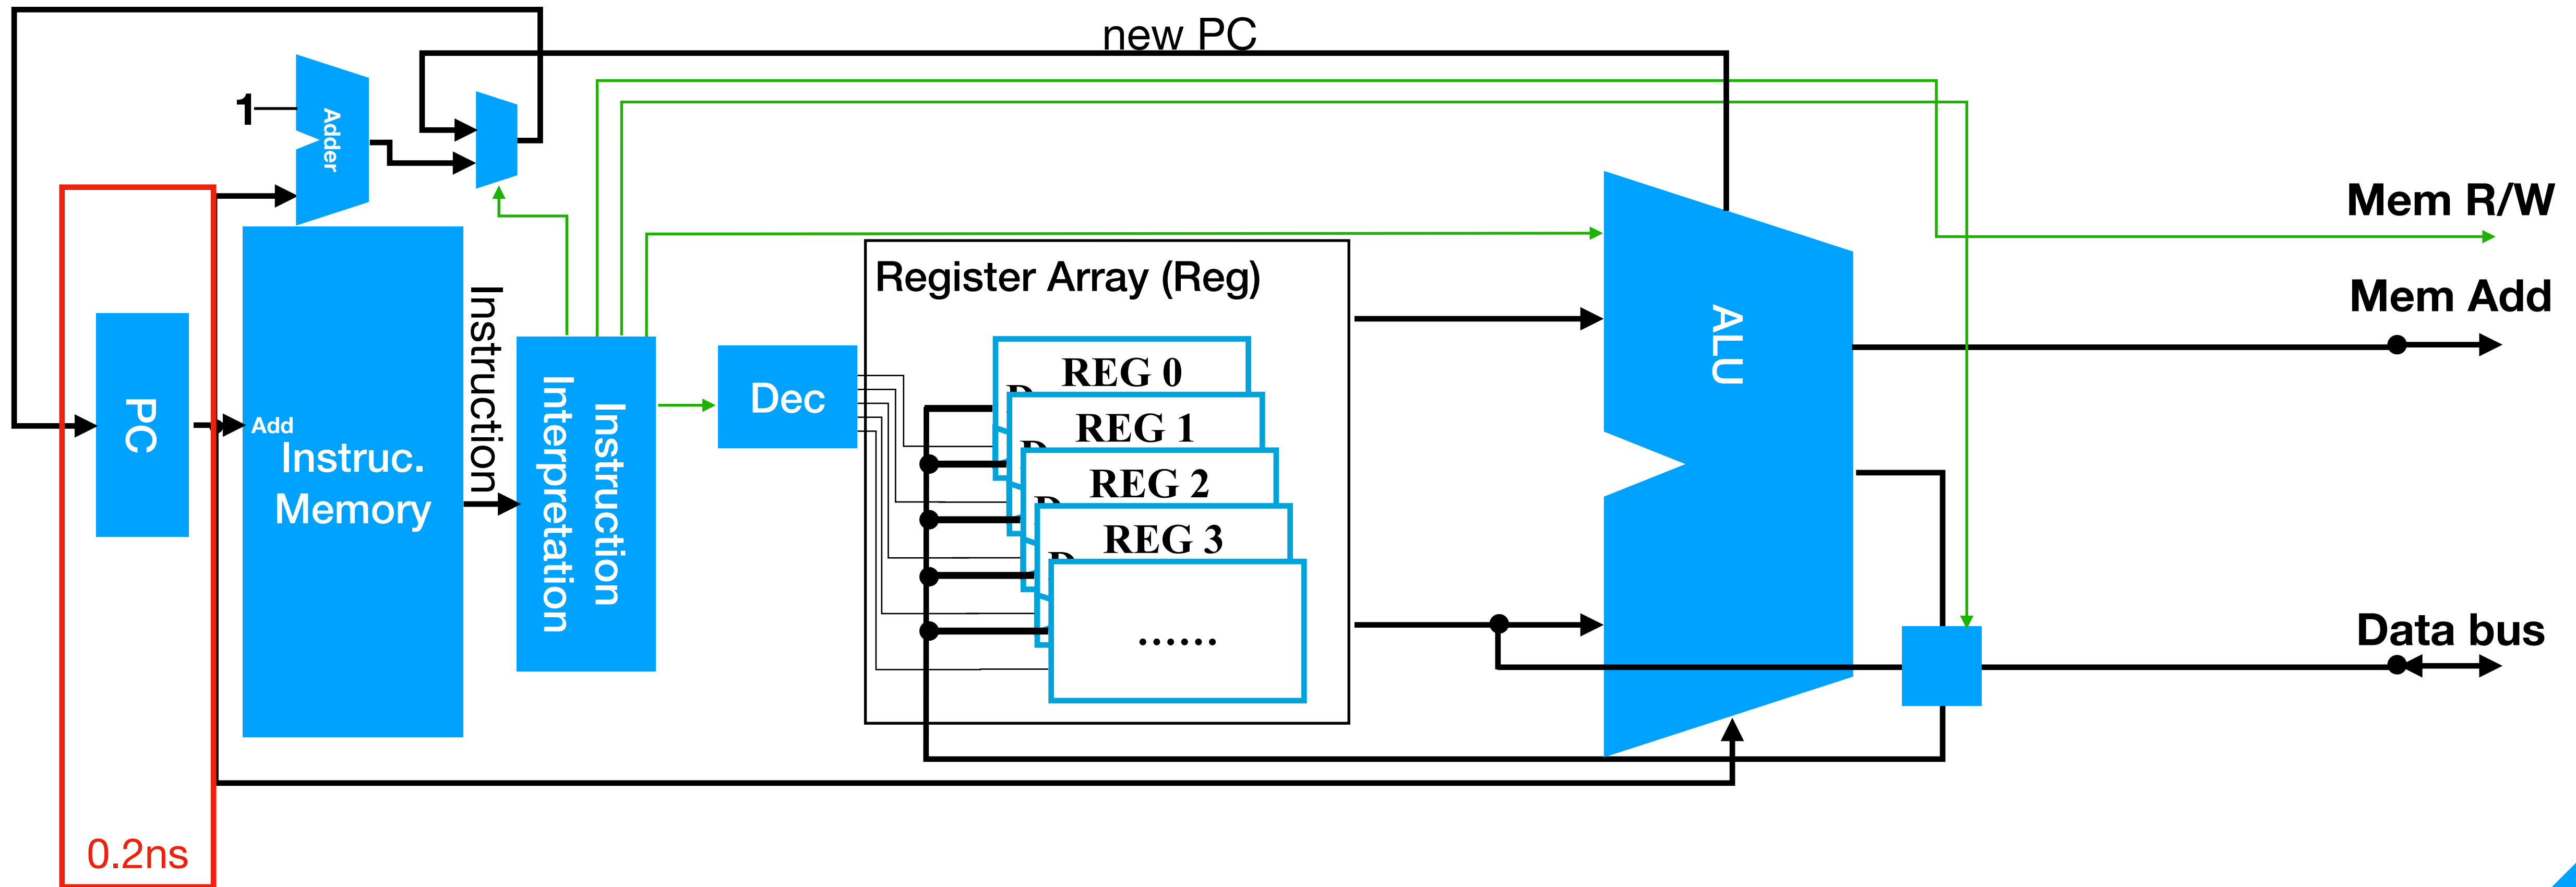 new PC
1
Adder
Mem R/W
Mem Add
Data bus
PC
Add
Instruc.
Memory
Instruction
Instruction
Interpretation
Dec
Register Array (Reg)
REG 0
D
REG 1
D
REG 2
D
REG 3
D
......
ALU
0.2ns